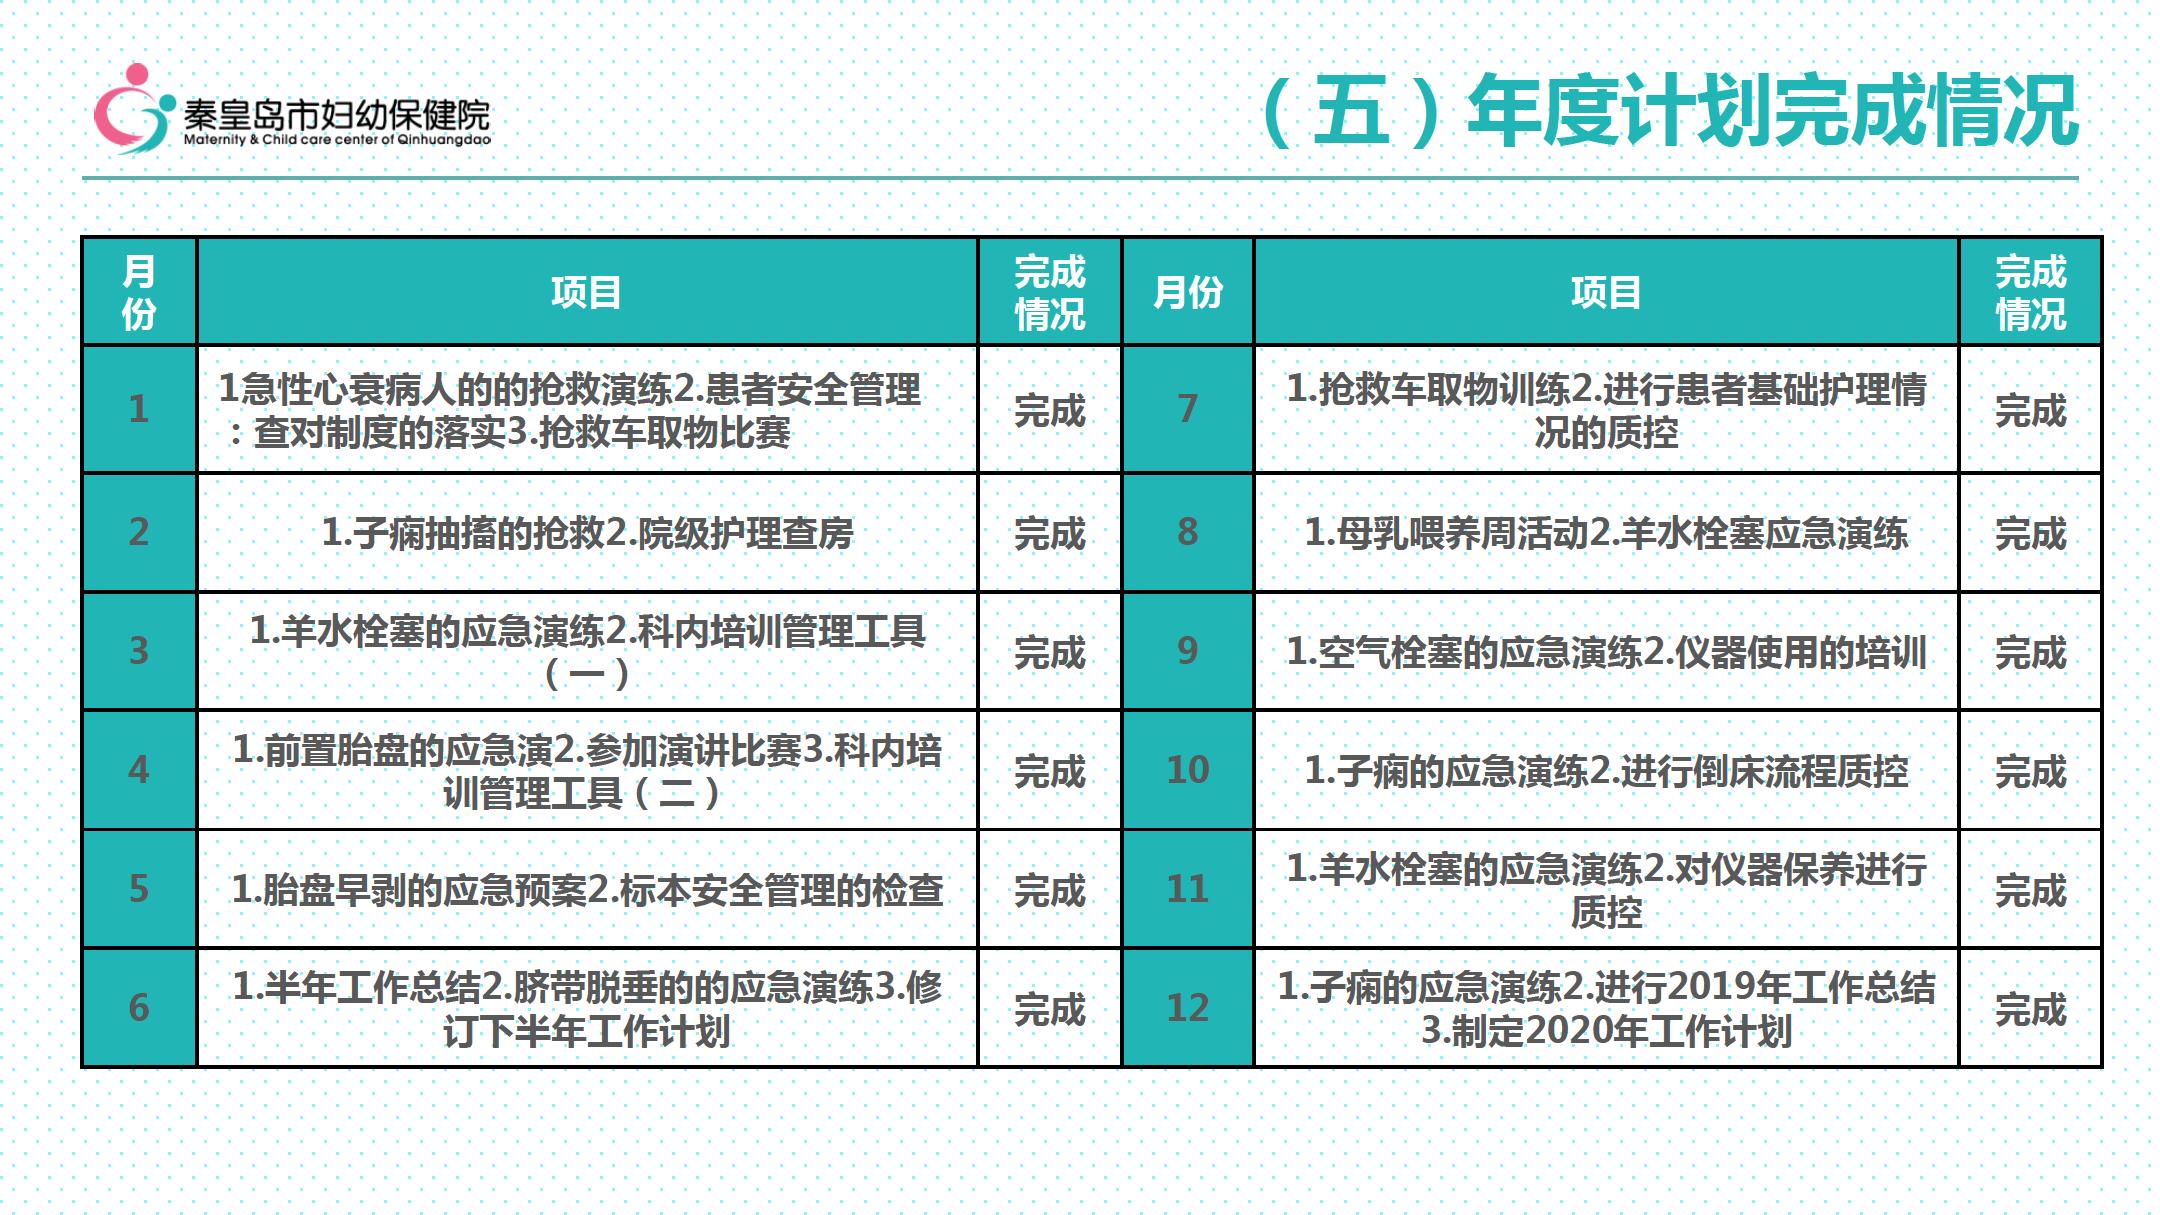 秦皇岛市妇幼保健院
Maternity & Child care center of Qinhuangdao
（五）年度计划完成情况
月
份
项目
完成
情况
月份
项目
完成
情况
1
1急性心衰病人的的抢救演练2.患者安全管理
：查对制度的落实3.抢救车取物比赛
完成
7
1.抢救车取物训练2.进行患者基础护理情
况的质控
完成
2
1.子痫抽搐的抢救2.院级护理查房
完成
8
1.母乳喂养周活动2.羊水栓塞应急演练
完成
3
1.羊水栓塞的应急演练2.科内培训管理工具
（一）
完成
9
1.空气栓塞的应急演练2.仪器使用的培训
完成
4
1.前置胎盘的应急演2.参加演讲比赛3.科内培
训管理工具（二）
完成
10
1.子痫的应急演练2.进行倒床流程质控
完成
5
1.胎盘早剥的应急预案2.标本安全管理的检查
完成
11
1.羊水栓塞的应急演练2.对仪器保养进行
质控
完成
6
1.半年工作总结2.脐带脱垂的的应急演练3.修
订下半年工作计划
完成
12
1.子痫的应急演练2.进行2019年工作总结
3.制定2020年工作计划
完成